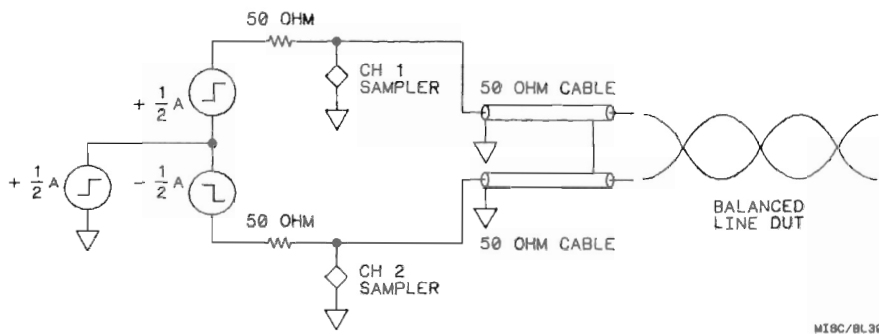 50 OHM
CH 1
SAMPLER
50 OHM CABLE
+ 1/2 A
+ 1/2 A
- 1/2 A
50 OHM
50 OHM CABLE
BALANCED
LINE DUT
CH 2
SAMPLER